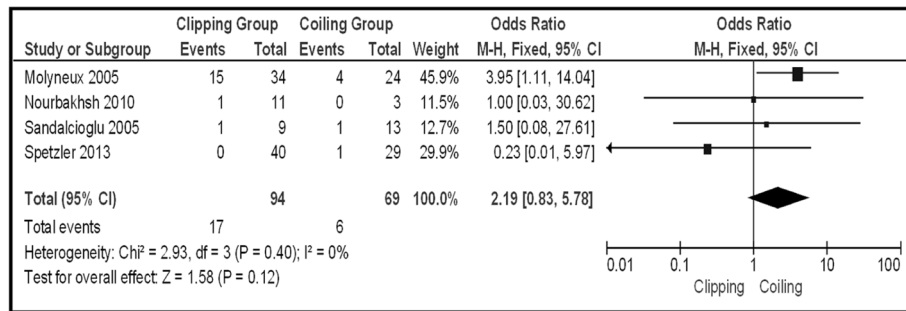 Clipping Group Coiling Group Odds Ratio Odds Ratio
Study or Subgroup Events Total Events Total Weight M-H, Fixed, 95% CI M-H, Fixed, 95% CI
Molyneux 2005 15 34 4 24 45.9% 3.95 [1.11, 14.04]
Nourbakhsh 2010 1 11 0 3 11.5% 1.00 [0.03, 30.62]
Sandalcioglu 2005 1 9 1 13 12.7% 1.50 [0.08, 27.61]
Spetzler 2013 0 40 1 29 29.9% 0.23 [0.01, 5.97]
Total (95% CI) 94 69 100.0% 2.19 [0.83, 5.78]
Total events 17 6
Heterogeneity: Chi² = 2.93, df = 3 (P = 0.40); I² = 0%
Test for overall effect: Z = 1.58 (P = 0.12)
0.01 0.1 1 10 100
Clipping Coiling